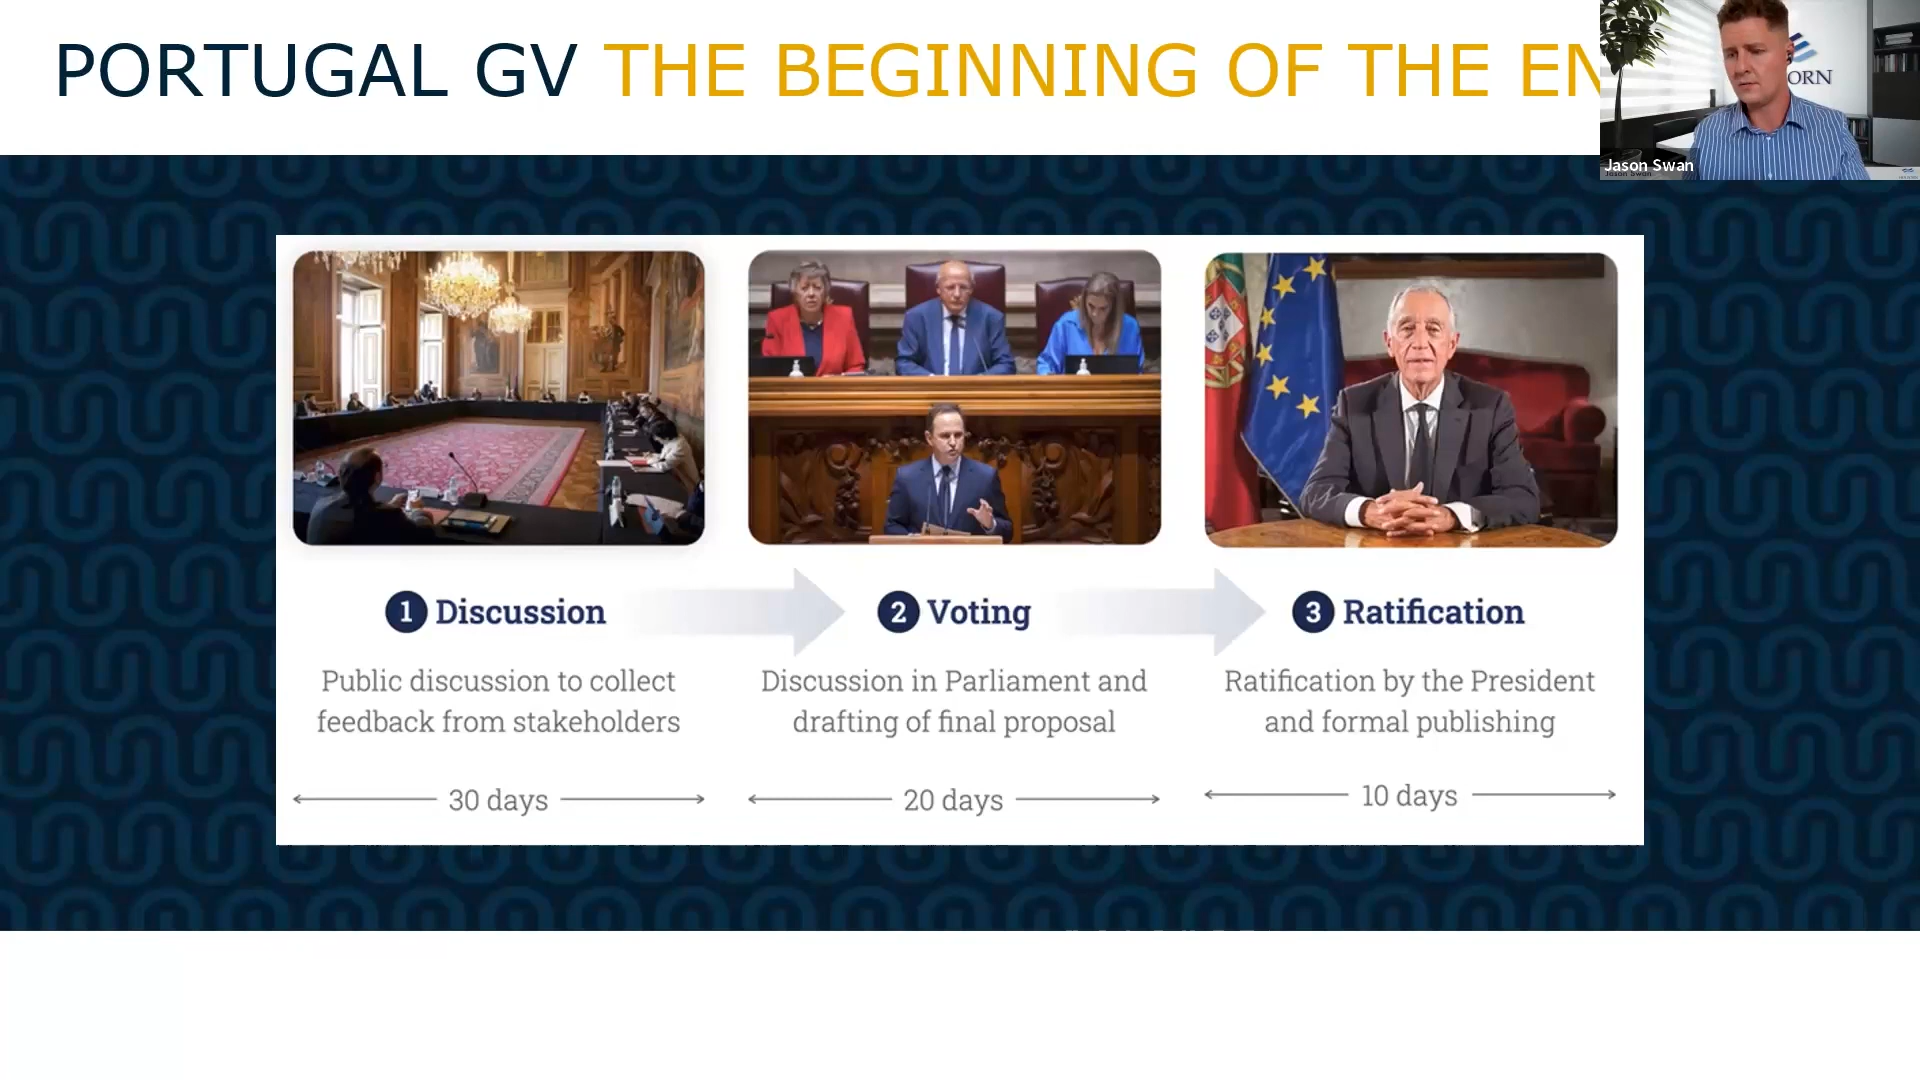 PORTUGAL GV THE BEGINNING OF THE EN
ORN
Jason Swan
Jason Swan
1 Discussion
2 Voting
3 Ratification
Public discussion to collect
feedback from stakeholders
Discussion in Parliament and
drafting of final proposal
Ratification by the President
and formal publishing
30 days
20 days
10 days